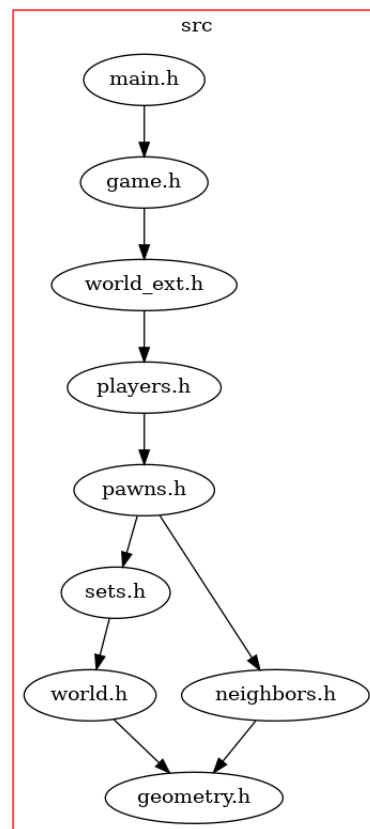 src
main.h
game.h
world_ext.h
players.h
pawns.h
sets.h
world.h
neighbors.h
geometry.h